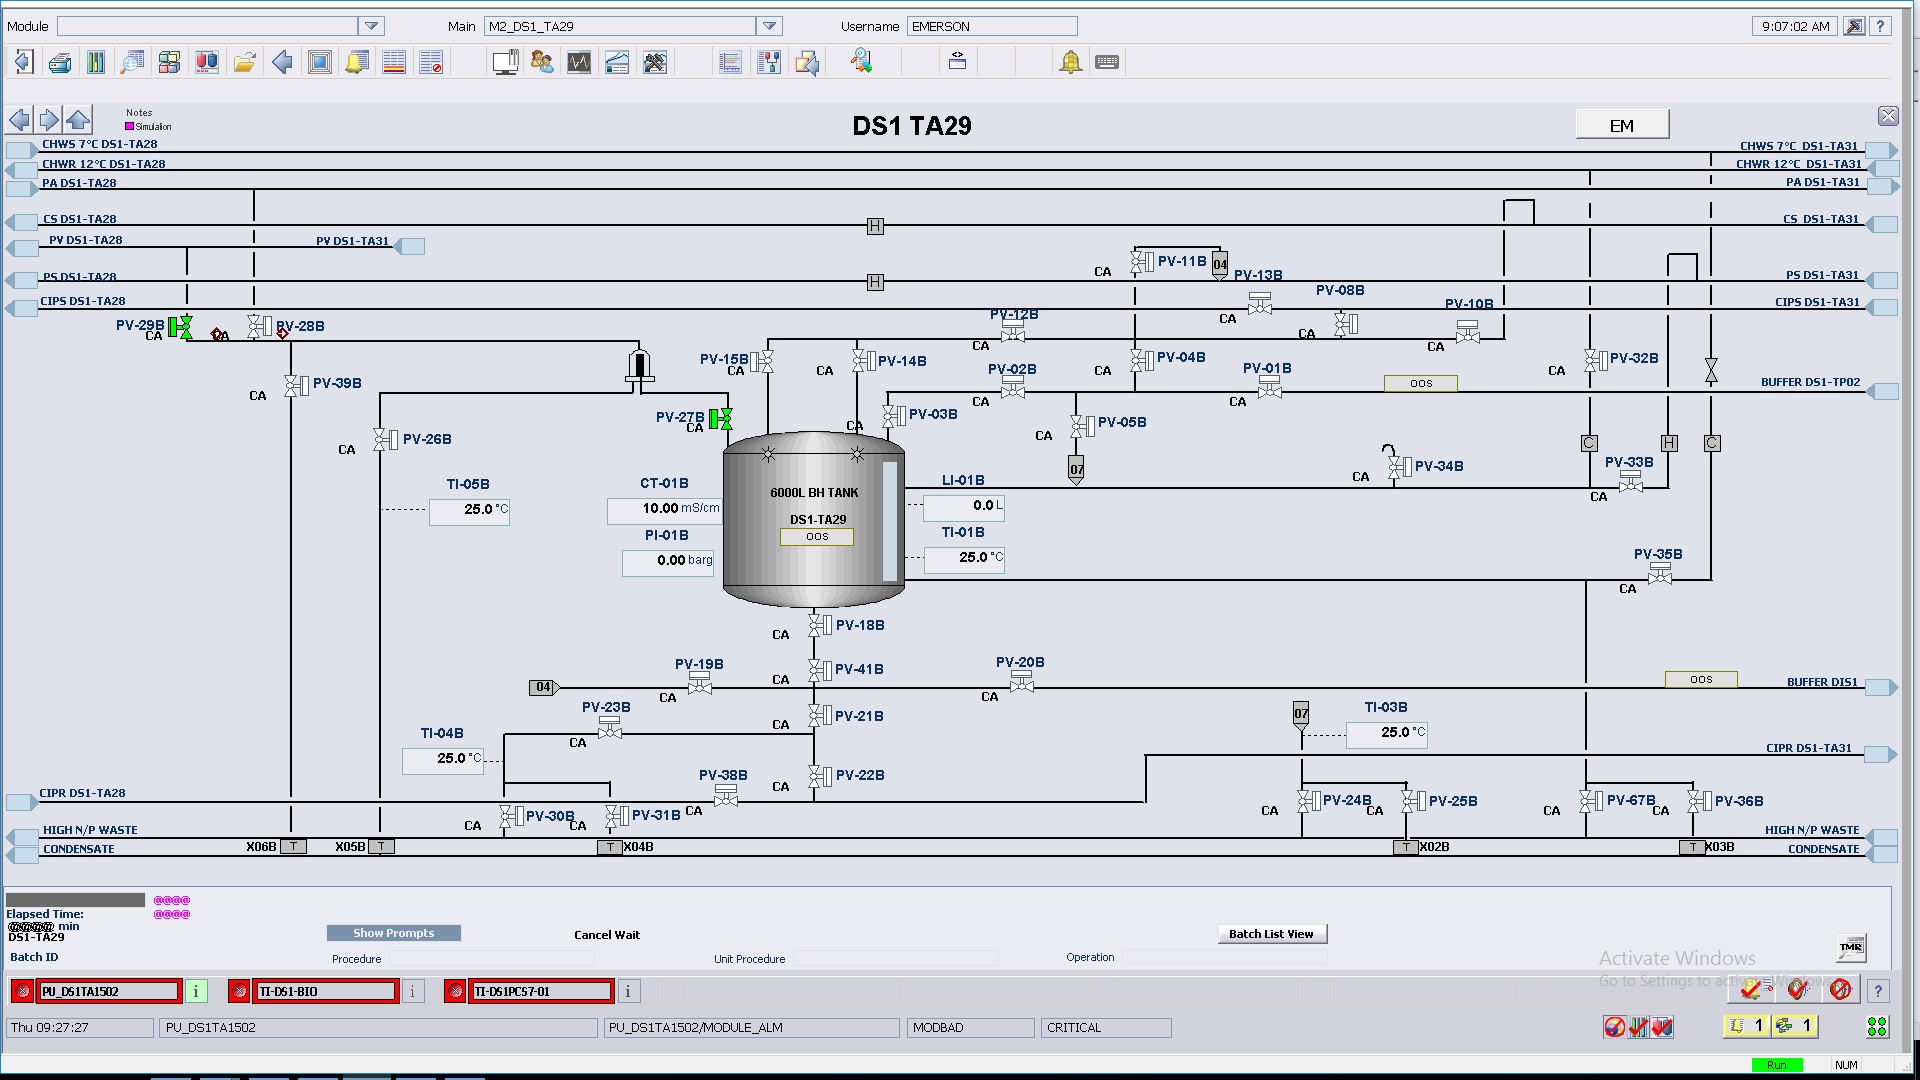 Module
Main M2_DS1_TA29
Username EMERSON
9:07:02 AM
?
Notes
Simulation
DS1 TA29
EM
CHWS 7°C DS1-TA28
CHWS 7°C DS1-TA31
CHWR 12°C DS1-TA28
CHWR 12°C DS1-TA31
PA DS1-TA28
PA DS1-TA31
CS DS1-TA28
H
CS DS1-TA31
PV DS1-TA28
PV DS1-TA31
PS DS1-TA28
H
PS DS1-TA31
CIPS DS1-TA28
CIPS DS1-TA31
CA PV-11B 04
PV-13B
CA
PV-08B
CA
PV-10B
CA
PV-29B
CA
CA
PV-28B
PV-12B
CA
PV-15B
CA
CA PV-14B
CA PV-04B
CA PV-32B
CA PV-39B
PV-02B
CA
PV-01B
CA
OOS
BUFFER DS1-TP02
PV-27B
CA
CA
PV-03B
CA PV-05B
07
CA PV-26B
C H C
CA PV-34B
PV-33B
CA
TI-05B
25.0 °C
CT-01B
10.00 mS/cm
PI-01B
0.00 barg
6000L BH TANK
DS1-TA29
OOS
LI-01B
0.0 L
TI-01B
25.0 °C
PV-35B
CA
CA PV-18B
CA PV-41B
04
PV-19B
CA
PV-20B
CA
OOS
BUFFER DIS1
PV-23B
CA
CA PV-21B
07
TI-03B
25.0 °C
TI-04B
25.0 °C
CIPR DS1-TA31
PV-38B
CA
CA PV-22B
CIPR DS1-TA28
CA PV-30B
CA PV-31B
CA PV-24B
CA PV-25B
CA PV-67B
CA PV-36B
HIGH N/P WASTE
HIGH N/P WASTE
X06B T
X05B T
T X04B
T X02B
T X03B
CONDENSATE
CONDENSATE
@@@@
Elapsed Time: @@@@
@@@@ min
DS1-TA29
Show Prompts
Cancel Wait
Batch List View
TMR
Batch ID
Procedure
Unit Procedure
Operation
Activate Windows
Go to Settings to activate Windows.
PU_DS1TA1502 i
TI-DS1-BIO i
TI-DS1PCS7-01 i
?
Thu 09:27:27
PU_DS1TA1502
PU_DS1TA1502/MODULE_ALM
MODBAD
CRITICAL
1
1
Run
NUM